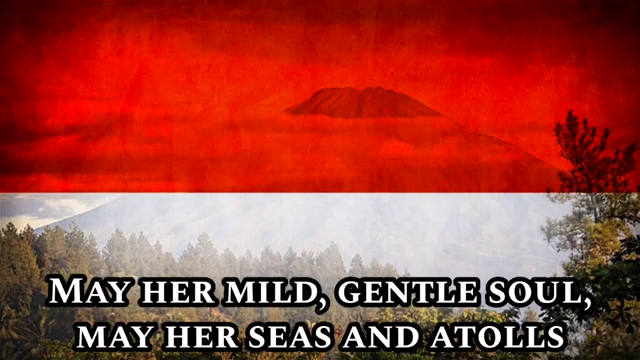 May her mild, gentle soul,
may her seas and atolls